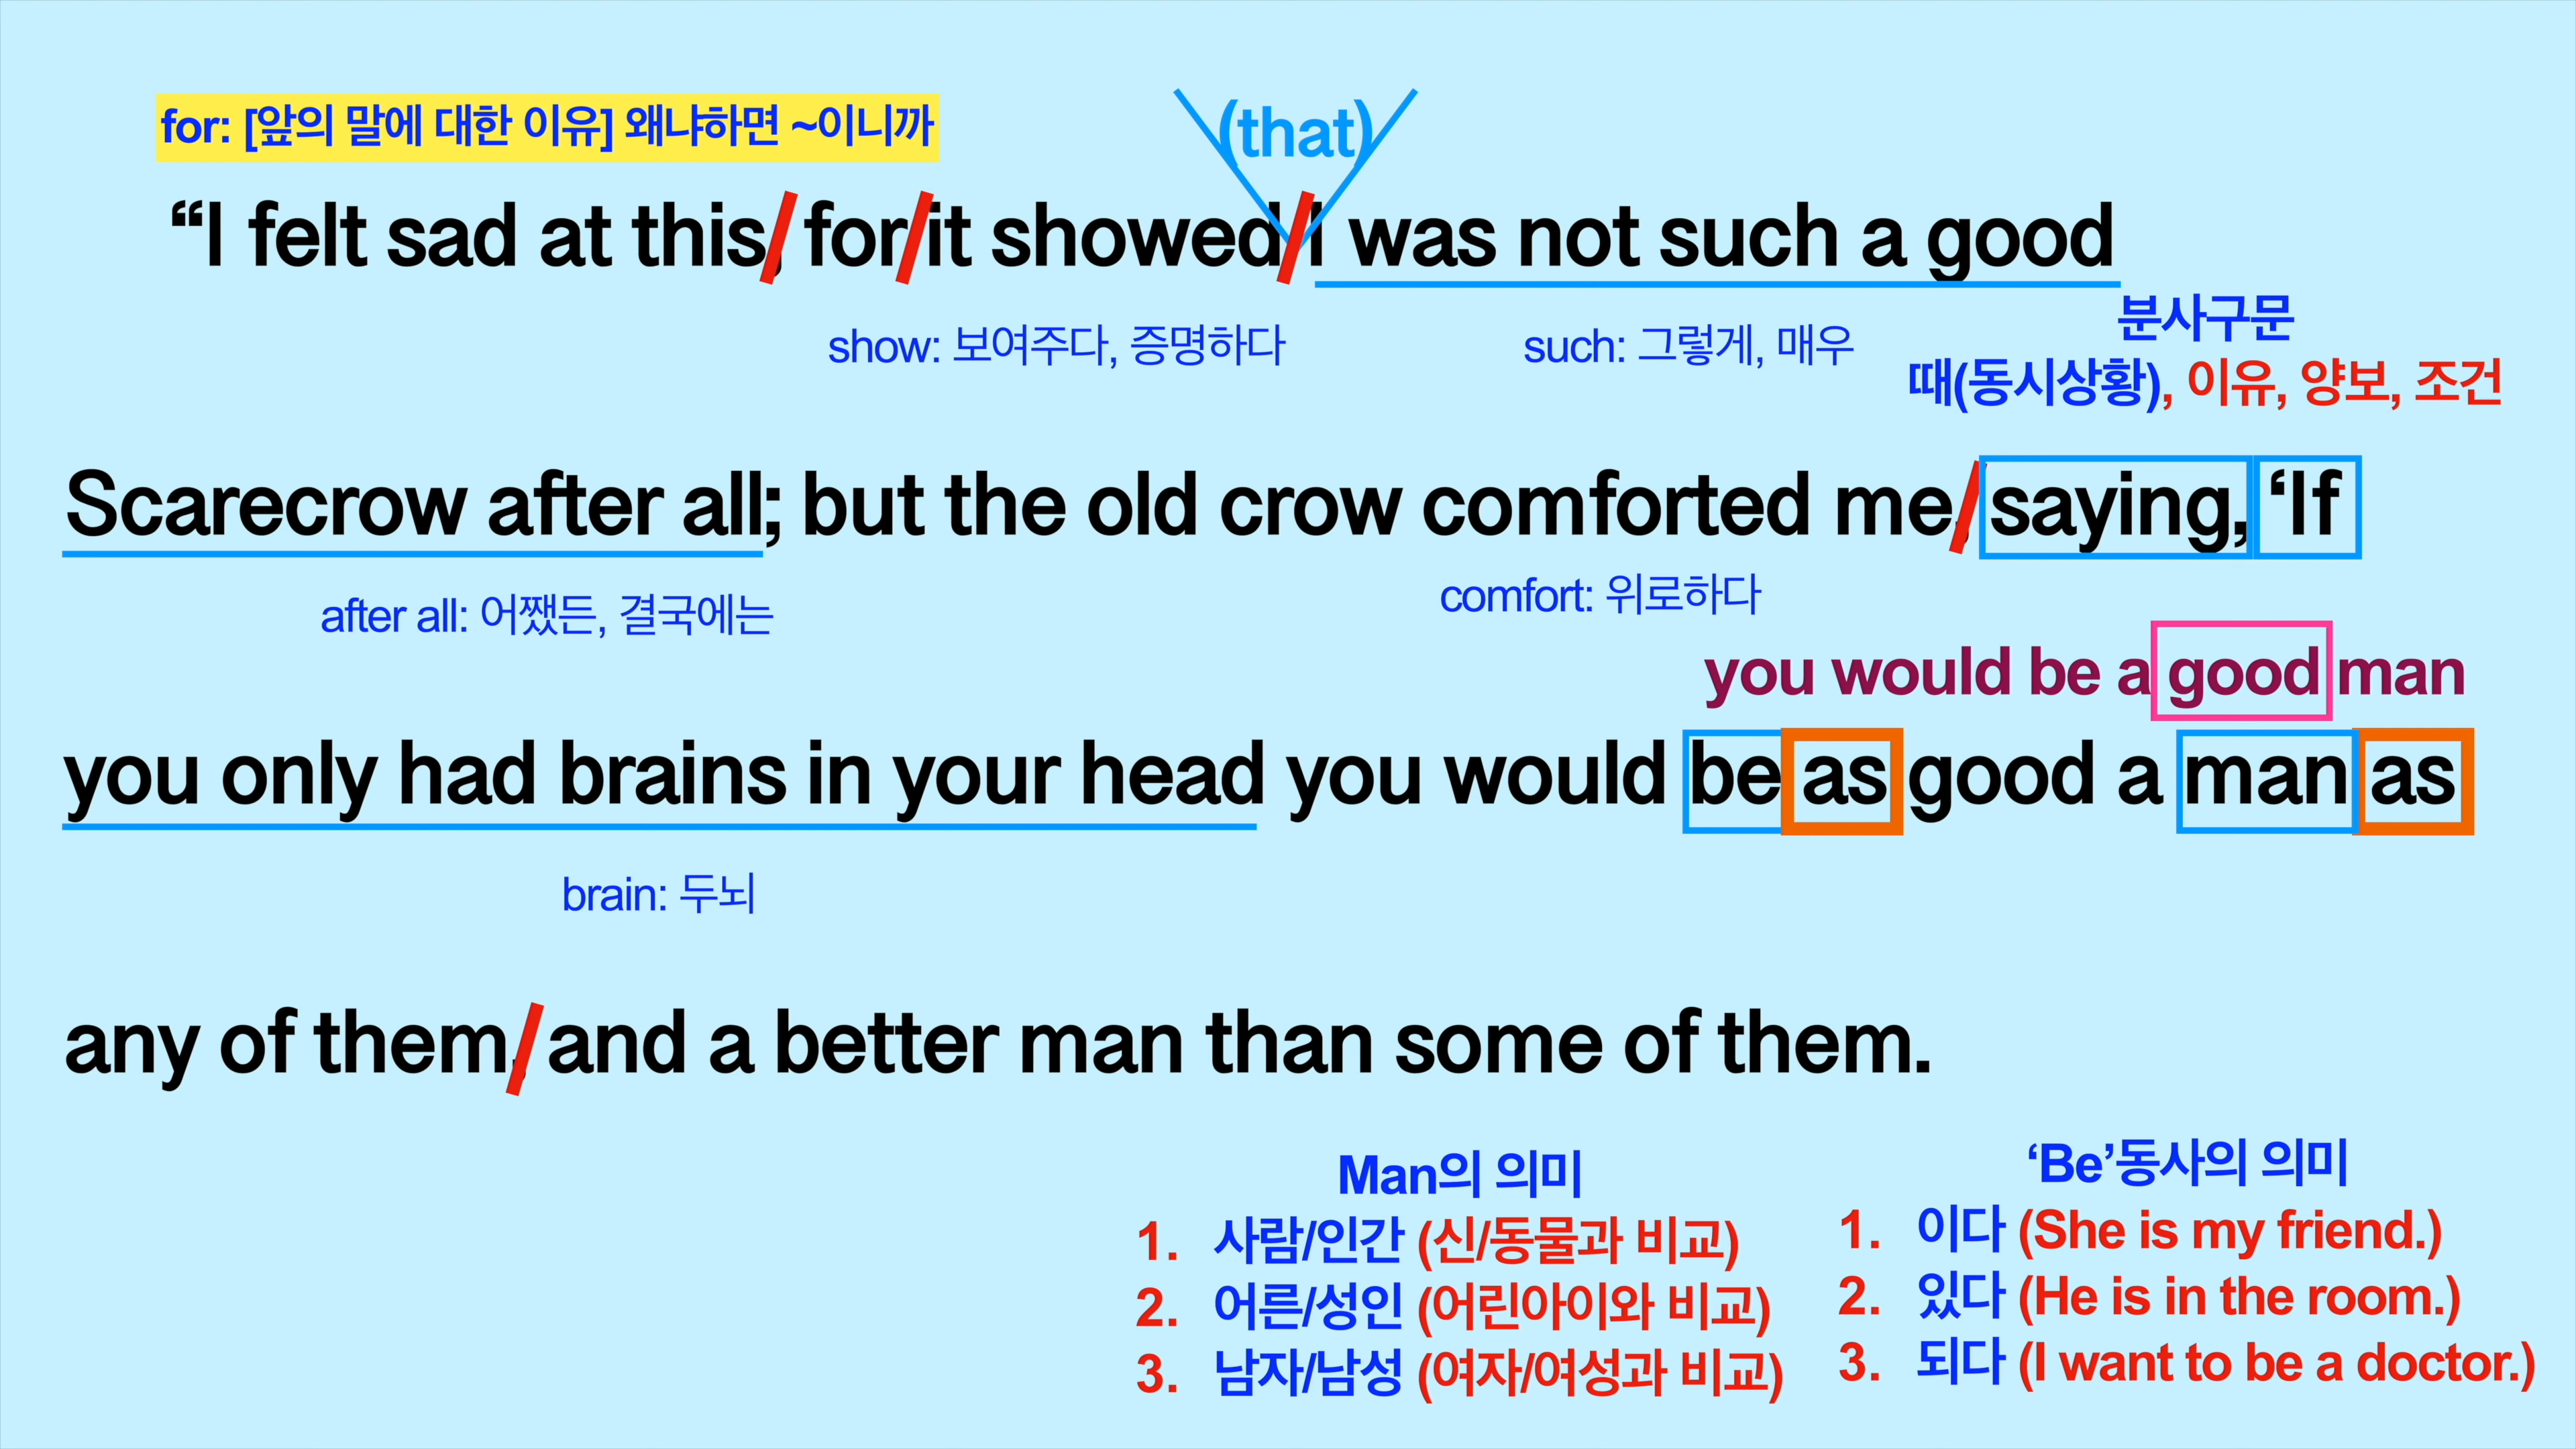 for: [앞의 말에 대한 이유] 왜냐하면 ~이니까
(that)
“I felt sad at this, for it showed I was not such a good
show: 보여주다, 증명하다
such: 그렇게, 매우
분사구문
때(동시상황), 이유, 양보, 조건
Scarecrow after all; but the old crow comforted me, saying, ‘If
after all: 어쨌든, 결국에는
comfort: 위로하다
you would be a good man
you only had brains in your head you would be as good a man as
brain: 두뇌
any of them, and a better man than some of them.
Man의 의미
1. 사람/인간 (신/동물과 비교)
2. 어른/성인 (어린아이와 비교)
3. 남자/남성 (여자/여성과 비교)
‘Be’동사의 의미
1. 이다 (She is my friend.)
2. 있다 (He is in the room.)
3. 되다 (I want to be a doctor.)